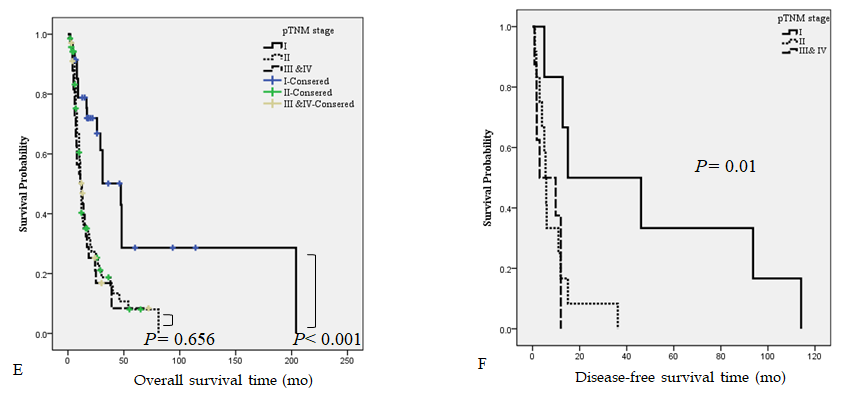 pTNM stage
I
II
III &IV
I-Consered
II-Consered
III &IV-Consered
1.0
0.8
0.6
0.4
0.2
0.0
Survival Probability
P= 0.656
P< 0.001
0
50
100
150
200
250
Overall survival time (mo)
E
pTNM stage
I
II
III& IV
1.0
0.8
0.6
0.4
0.2
0.0
Survival Probability
P= 0.01
0
20
40
60
80
100
120
Disease-free survival time (mo)
F